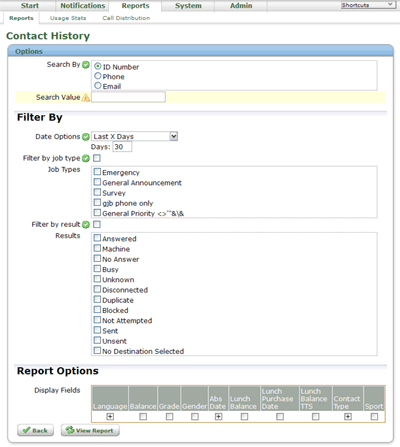 Start Notifications Reports System Admin Shortcuts
Reports Usage Stats Call Distribution
Contact History
Options
Search By ID Number
Phone
Email
Search Value
Filter By
Date Options Last X Days
Days: 30
Filter by job type
Job Types Emergency
General Announcement
Survey
gjb phone only
General Priority <>'"&\&
Filter by result
Results Answered
Machine
No Answer
Busy
Unknown
Disconnected
Duplicate
Blocked
Not Attempted
Sent
Unsent
No Destination Selected
Report Options
Display Fields
Language Balance Grade Gender Abs Date Lunch Balance Lunch Purchase Date Lunch Balance TTS Contact Type Sport
Back View Report